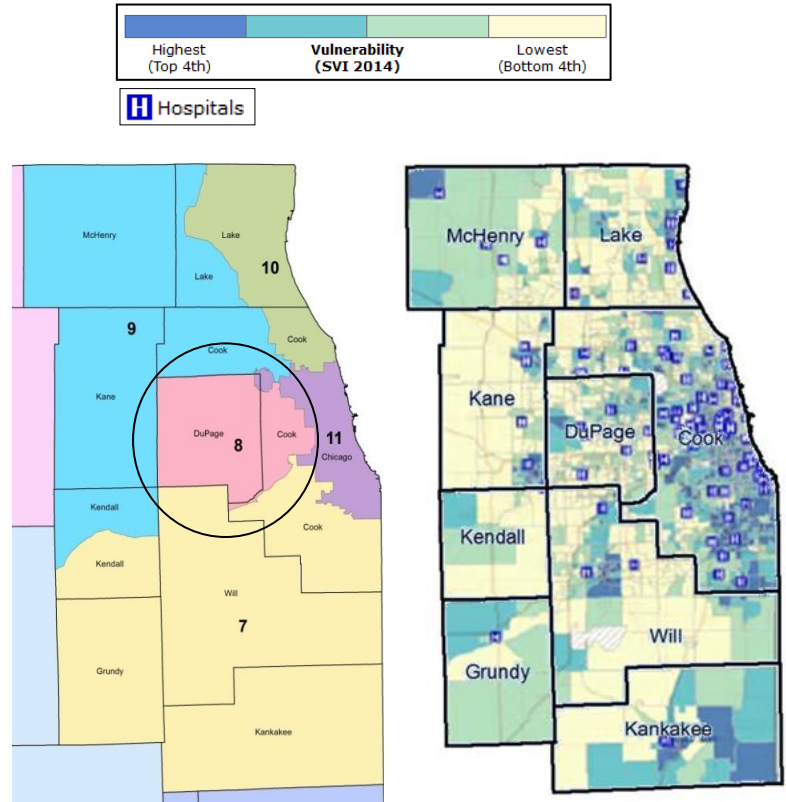 Highest
(Top 4th)
Vulnerability
(SVI 2014)
Lowest
(Bottom 4th)
H Hospitals
McHenry
Lake
10
Lake
9
Cook
Cook
Kane
DuPage
8
Cook
11
Chicago
Kendall
Cook
Kendall
Will
7
Grundy
Kankakee
McHenry
Lake
Kane
DuPage
Cook
Kendall
Will
Grundy
Kankakee